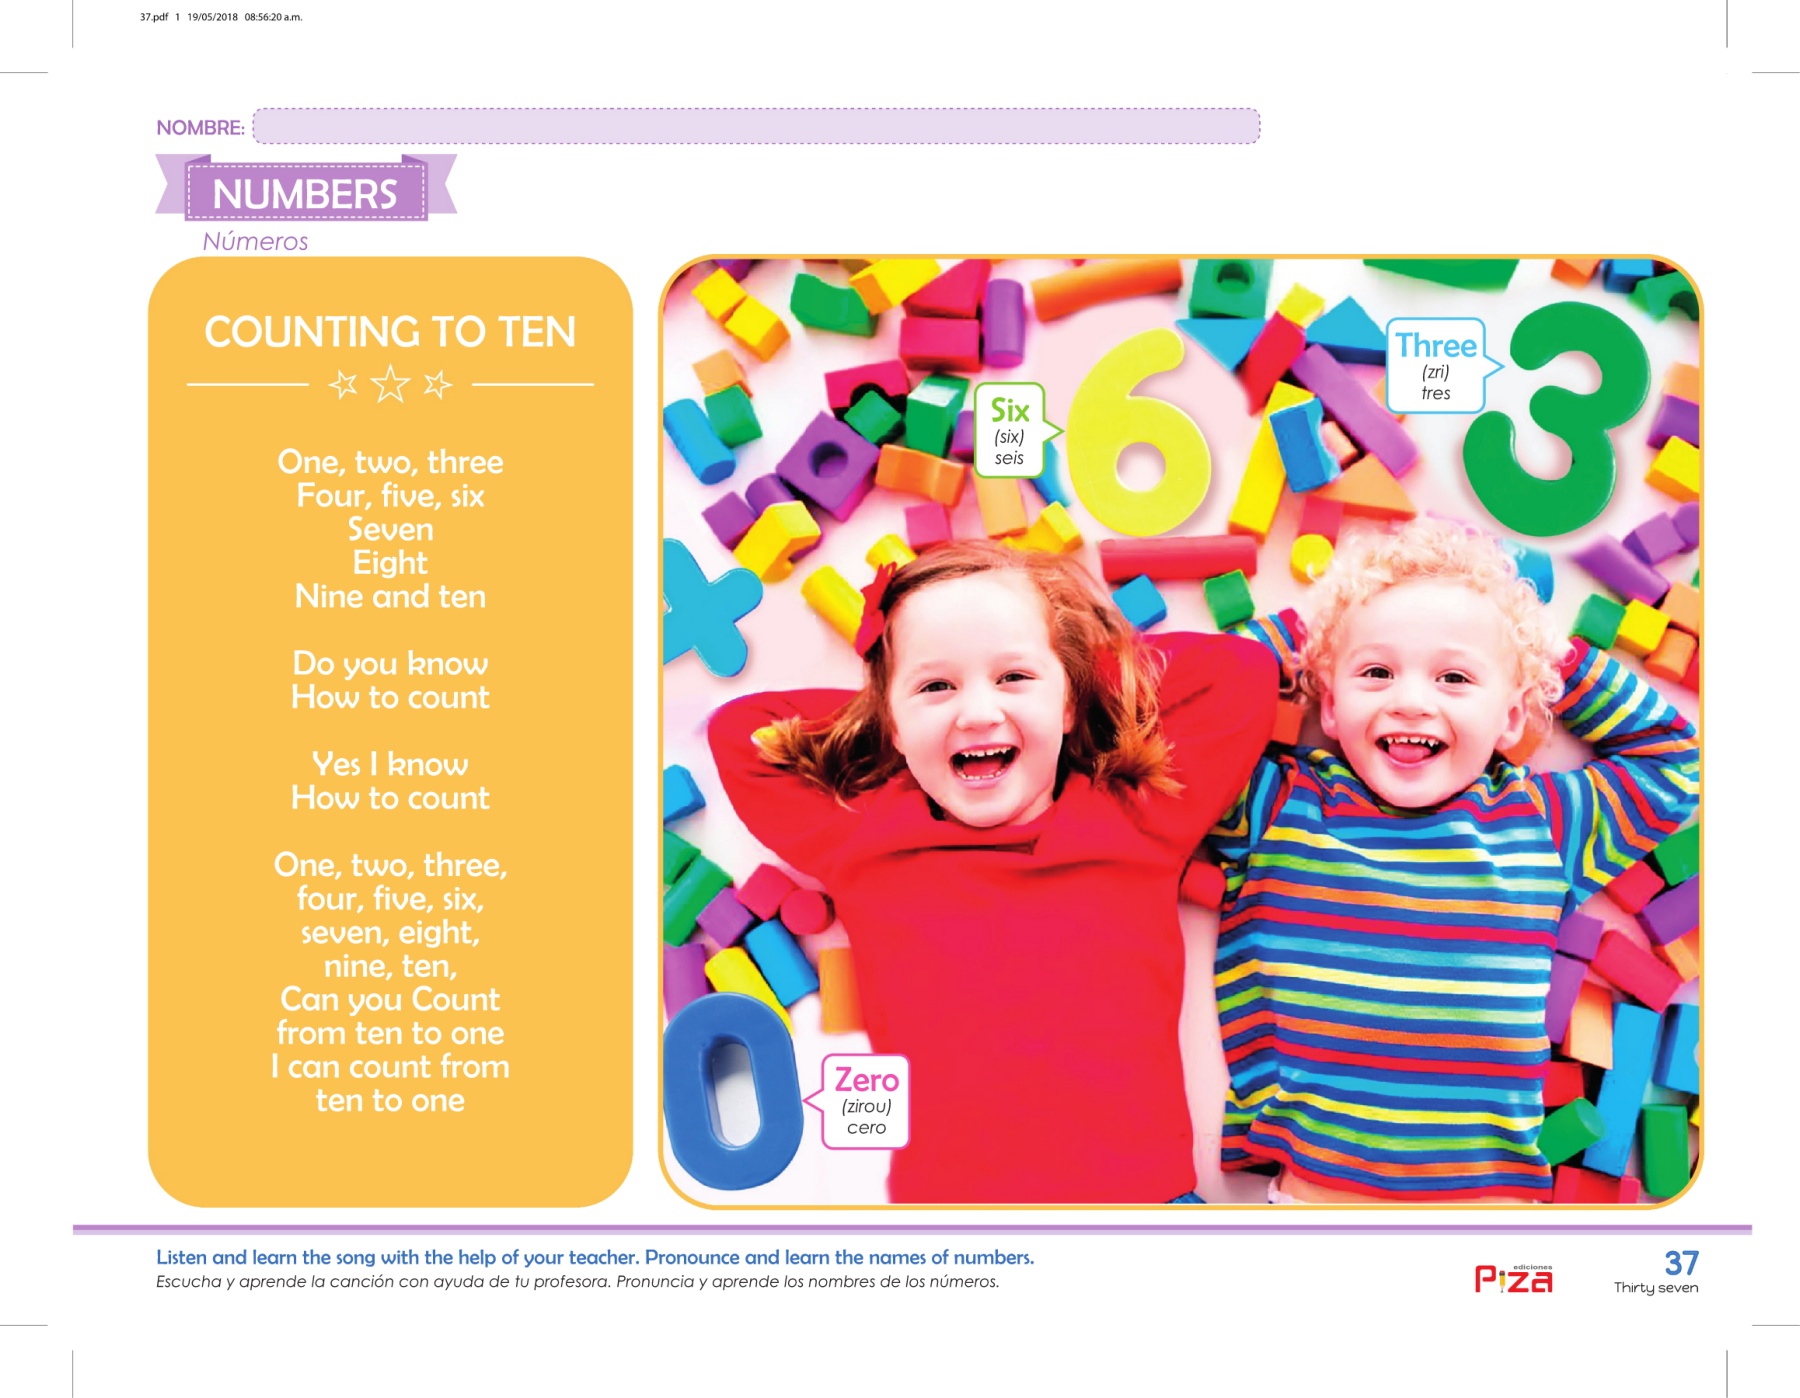 37.pdf 1 19/05/2018 08:56:20 a.m.
NOMBRE:
NUMBERS
Números
COUNTING TO TEN
One, two, three
Four, five, six
Seven
Eight
Nine and ten
Do you know
How to count
Yes I know
How to count
One, two, three,
four, five, six,
seven, eight,
nine, ten,
Can you Count
from ten to one
I can count from
ten to one
6
Six
(six)
seis
3
Three
(zri)
tres
0
Zero
(zirou)
cero
Listen and learn the song with the help of your teacher. Pronounce and learn the names of numbers.
Escucha y aprende la canción con ayuda de tu profesora. Pronuncia y aprende los nombres de los números.
ediciones
Piza
37
Thirty seven